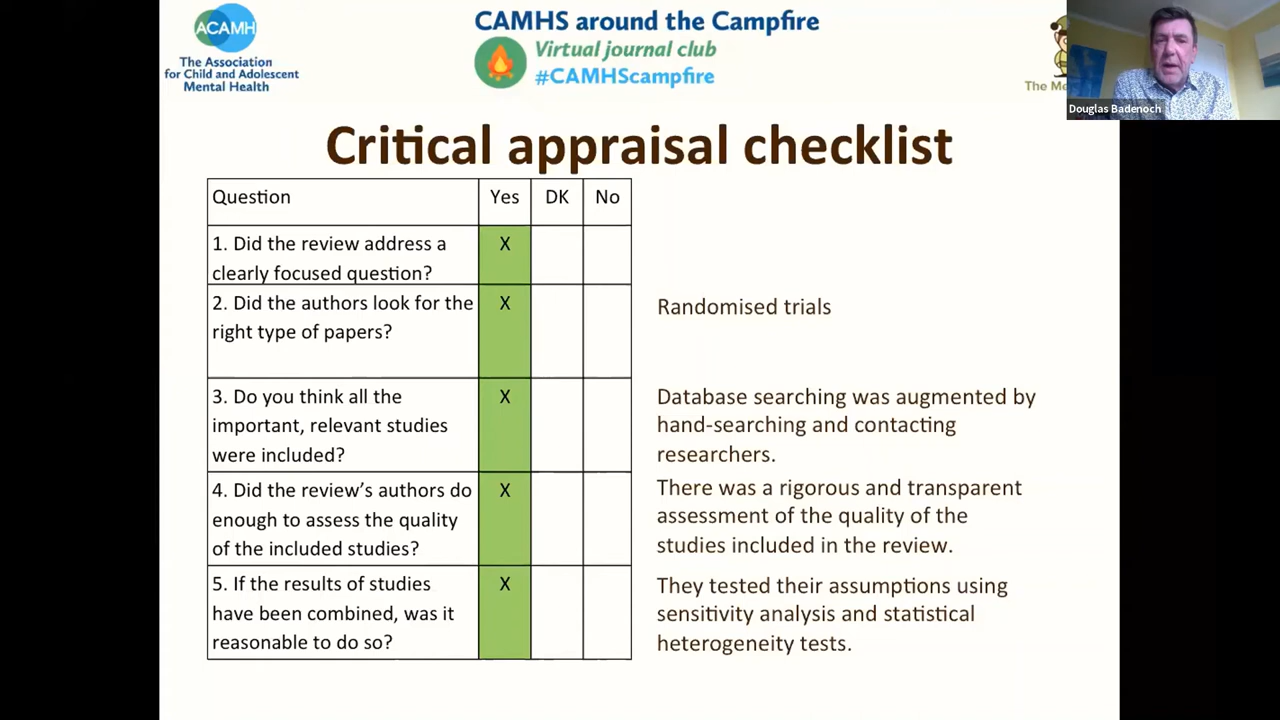 ACAMH
The Association
for Child and Adolescent
Mental Health
CAMHS around the Campfire
Virtual journal club
#CAMHScampfire
The Me
Douglas Badenoch
Critical appraisal checklist
Question Yes DK No
1. Did the review address a X
clearly focused question?
2. Did the authors look for the X Randomised trials
right type of papers?
3. Do you think all the X Database searching was augmented by
important, relevant studies hand-searching and contacting
were included? researchers.
4. Did the review's authors do X There was a rigorous and transparent
enough to assess the quality assessment of the quality of the
of the included studies? studies included in the review.
5. If the results of studies X They tested their assumptions using
have been combined, was it sensitivity analysis and statistical
reasonable to do so? heterogeneity tests.